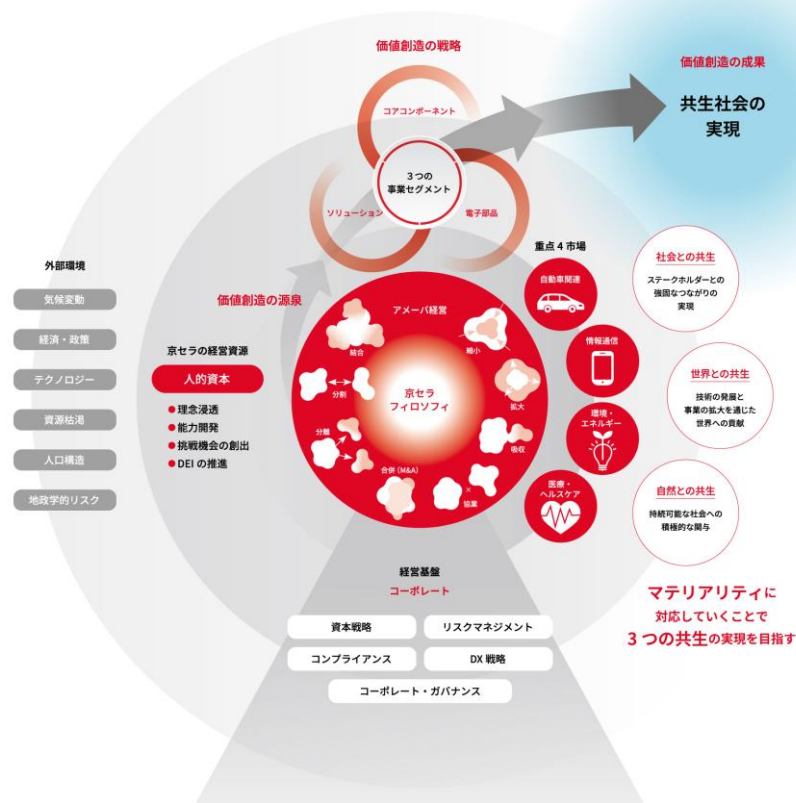 価値創造の戦略
コアコンポーネント
3つの
事業セグメント
ソリューション
電子部品
価値創造の成果
共生社会の
実現
外部環境
気候変動
経済・政策
テクノロジー
資源枯渇
人口構造
地政学的リスク
価値創造の源泉
京セラの経営資源
人的資本
●理念浸透
●能力開発
●挑戦機会の創出
●DEIの推進
アメーバ経営
結合
縮小
分割
拡大
分離
吸収
合併(M&A)
×
協業
京セラ
フィロソフィ
重点4市場
自動車関連
情報通信
環境・
エネルギー
医療・
ヘルスケア
社会との共生
ステークホルダーとの
強固なつながりの
実現
世界との共生
技術の発展と
事業の拡大を通じた
世界への貢献
自然との共生
持続可能な社会への
積極的な関与
マテリアリティに
対応していくことで
3つの共生の実現を目指す
経営基盤
コーポレート
資本戦略
リスクマネジメント
コンプライアンス
DX戦略
コーポレート・ガバナンス